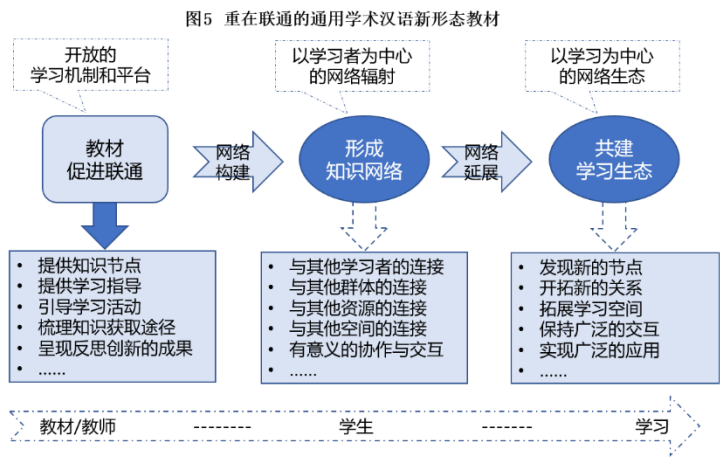 图5 重在联通的通用学术汉语新形态教材
开放的
学习机制和平台
以学习者为中心
的网络辐射
以学习为中心
的网络生态
教材
促进联通
网络
构建
形成
知识网络
网络
延展
共建
学习生态
• 提供知识节点
• 提供学习指导
• 引导学习活动
• 梳理知识获取途径
• 呈现反思创新的成果
• ......
• 与其他学习者的连接
• 与其他群体的连接
• 与其他资源的连接
• 与其他空间的连接
• 有意义的协作与交互
• ......
• 发现新的节点
• 开拓新的关系
• 拓展学习空间
• 保持广泛的交互
• 实现广泛的应用
• ......
教材/教师 -------- 学生 ------- 学习